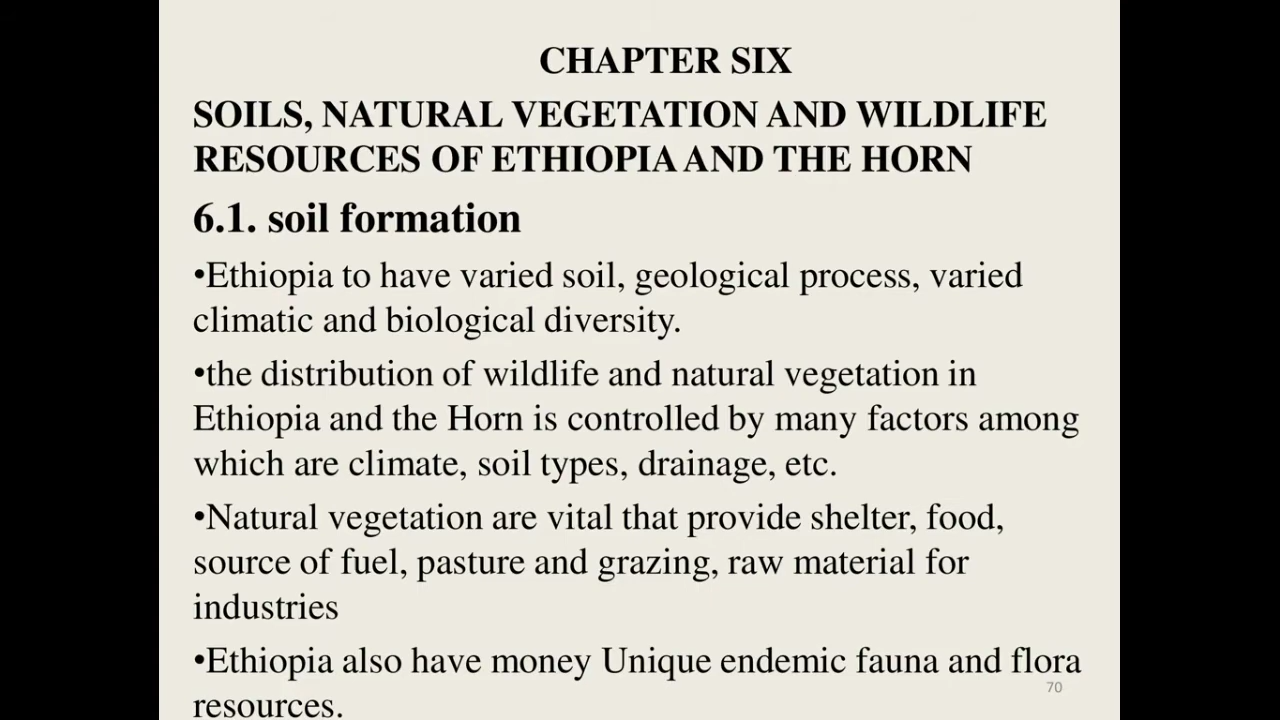 CHAPTER SIX
SOILS, NATURAL VEGETATION AND WILDLIFE
RESOURCES OF ETHIOPIA AND THE HORN
6.1. soil formation
•Ethiopia to have varied soil, geological process, varied
climatic and biological diversity.
•the distribution of wildlife and natural vegetation in
Ethiopia and the Horn is controlled by many factors among
which are climate, soil types, drainage, etc.
•Natural vegetation are vital that provide shelter, food,
source of fuel, pasture and grazing, raw material for
industries
•Ethiopia also have money Unique endemic fauna and flora
resources.
70